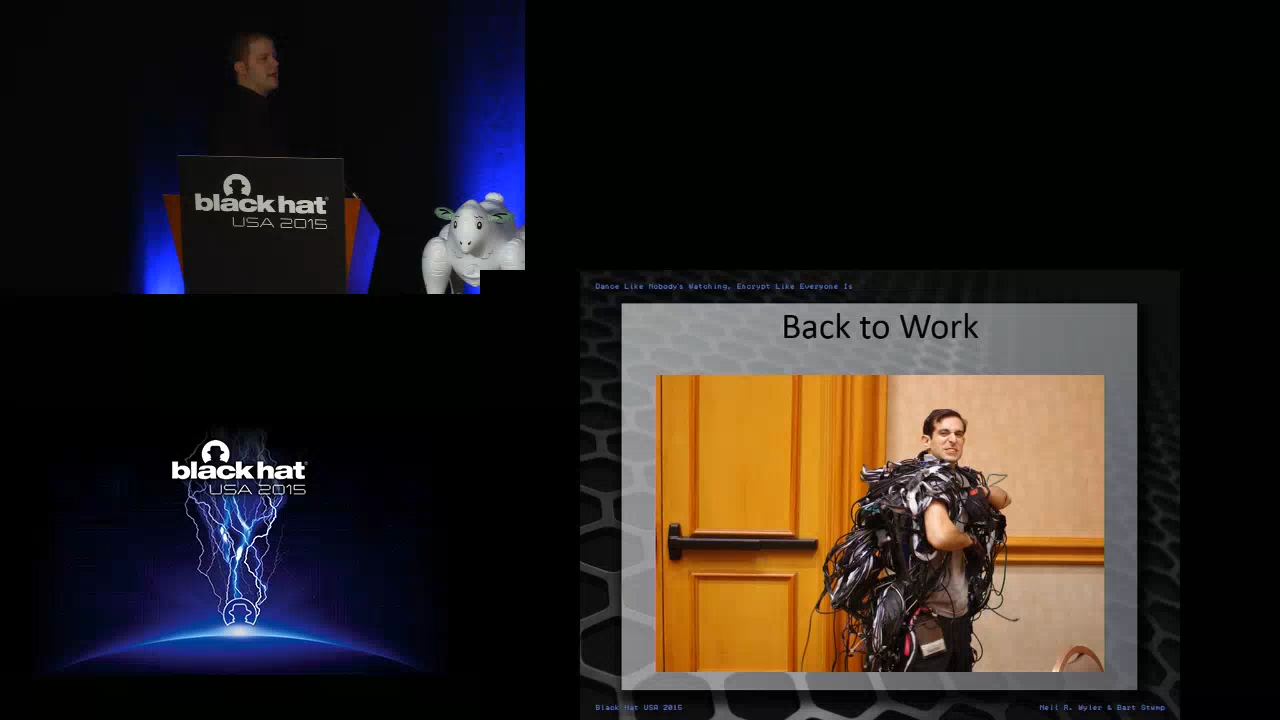 black hat
USA 2015
Dance Like Nobody's Watching, Encrypt Like Everyone Is
Back to Work
black hat
USA 2015
Black Hat USA 2015
Neil R. Wyler & Bart Stump